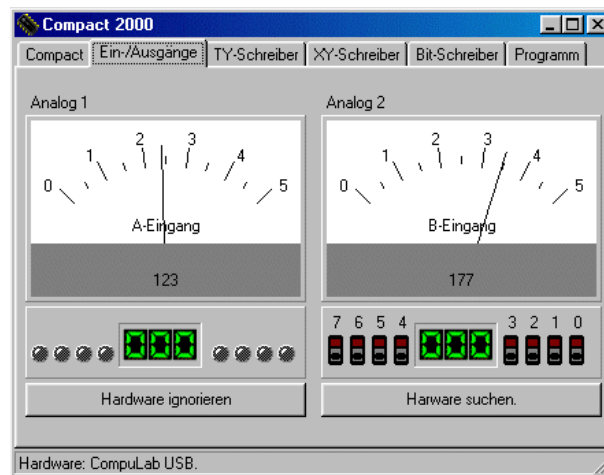 Compact 2000
Compact Ein-/Ausgänge TY-Schreiber XY-Schreiber Bit-Schreiber Programm
Analog 1
0 1 2 3 4 5
A-Eingang
123
Analog 2
0 1 2 3 4 5
B-Eingang
177
000
7 6 5 4 000 3 2 1 0
Hardware ignorieren
Harware suchen.
Hardware: CompuLab USB.